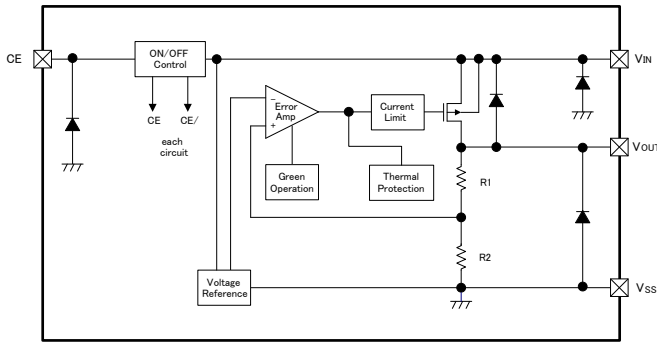 CE
ON/OFF
Control
VIN
CE
CE/
each
circuit
−
Error
Amp
+
Current
Limit
VOUT
Green
Operation
Thermal
Protection
R1
R2
Voltage
Reference
VSS